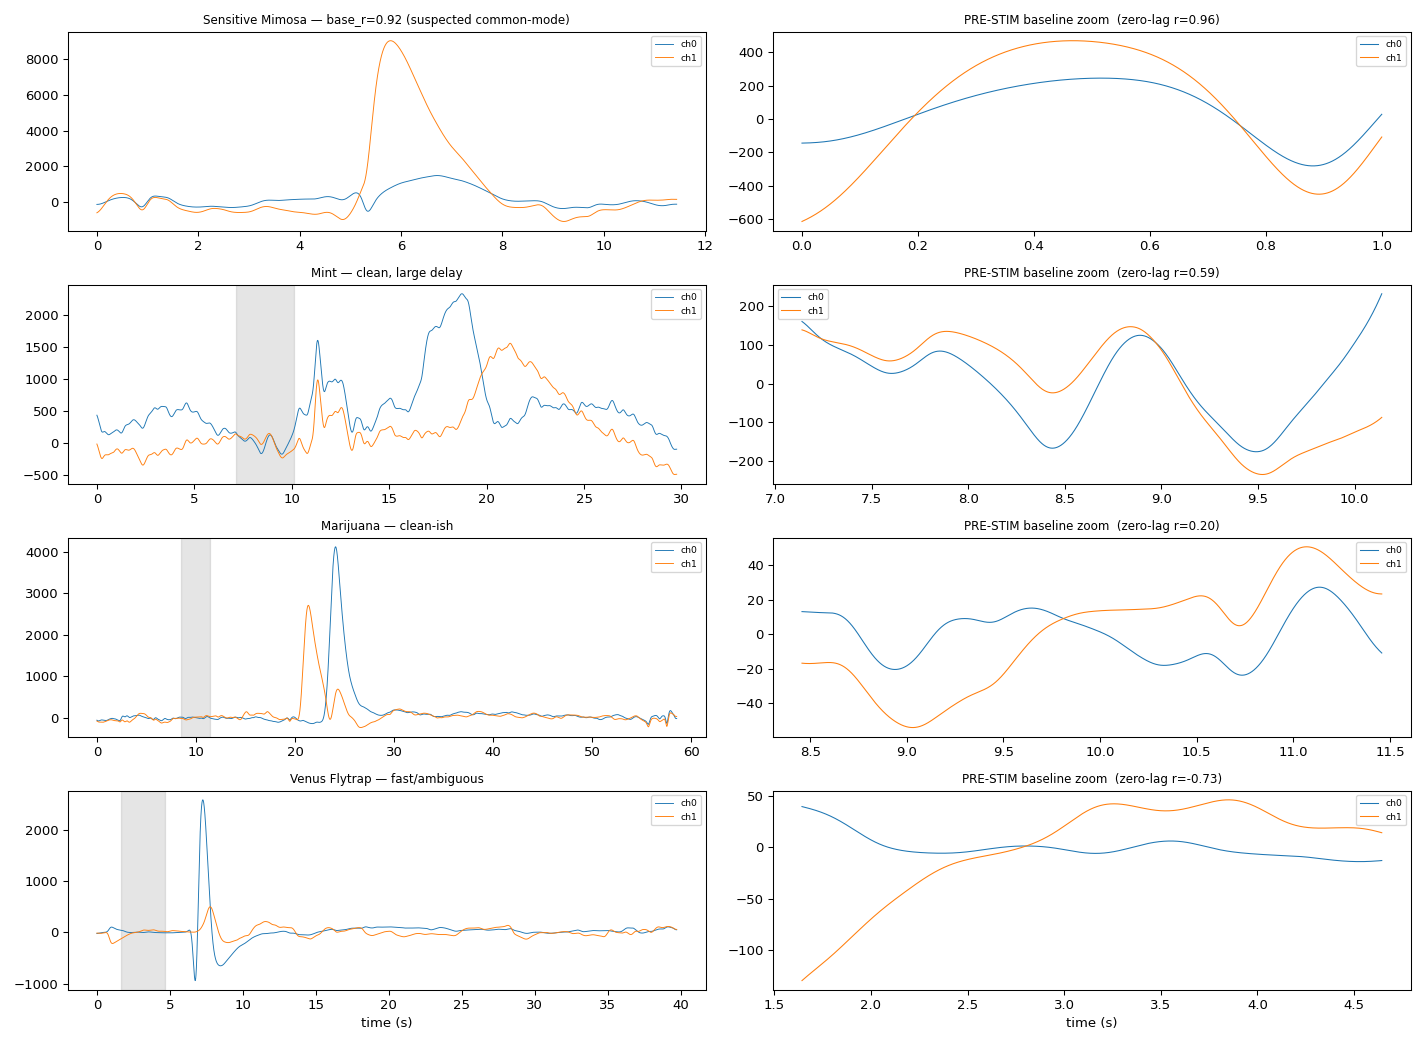 Sensitive Mimosa — base_r=0.92 (suspected common-mode)
8000
6000
4000
2000
0
0 2 4 6 8 10 12
ch0
ch1
PRE-STIM baseline zoom (zero-lag r=0.96)
400
200
0
−200
−400
−600
0.0 0.2 0.4 0.6 0.8 1.0
ch0
ch1
Mint — clean, large delay
2000
1500
1000
500
0
−500
0 5 10 15 20 25 30
ch0
ch1
PRE-STIM baseline zoom (zero-lag r=0.59)
200
100
0
−100
−200
7.0 7.5 8.0 8.5 9.0 9.5 10.0
ch0
ch1
Marijuana — clean-ish
4000
3000
2000
1000
0
0 10 20 30 40 50 60
ch0
ch1
PRE-STIM baseline zoom (zero-lag r=0.20)
40
20
0
−20
−40
8.5 9.0 9.5 10.0 10.5 11.0 11.5
ch0
ch1
Venus Flytrap — fast/ambiguous
2000
1000
0
−1000
0 5 10 15 20 25 30 35 40
time (s)
ch0
ch1
PRE-STIM baseline zoom (zero-lag r=-0.73)
50
0
−50
−100
1.5 2.0 2.5 3.0 3.5 4.0 4.5
time (s)
ch0
ch1